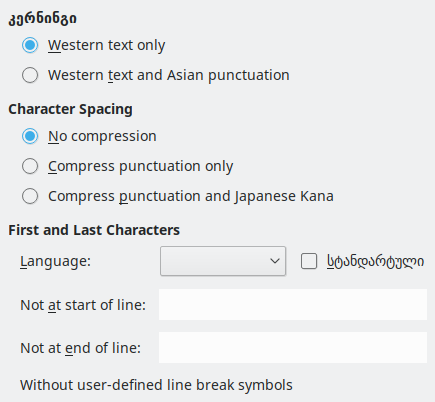 კერნინგი
Western text only
Western text and Asian punctuation
Character Spacing
No compression
Compress punctuation only
Compress punctuation and Japanese Kana
First and Last Characters
Language: სტანდარტული
Not at start of line:
Not at end of line:
Without user-defined line break symbols